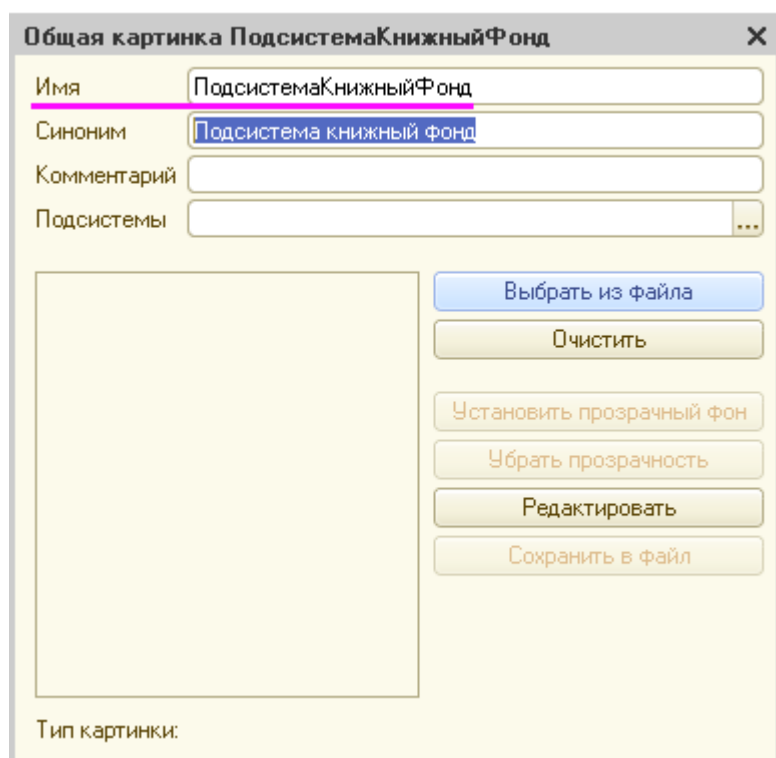 Общая картинка ПодсистемаКнижныйФонд
Имя ПодсистемаКнижныйФонд
Синоним Подсистема книжный фонд
Комментарий
Подсистемы ...
Выбрать из файла
Очистить
Установить прозрачный фон
Убрать прозрачность
Редактировать
Сохранить в файл
Тип картинки: